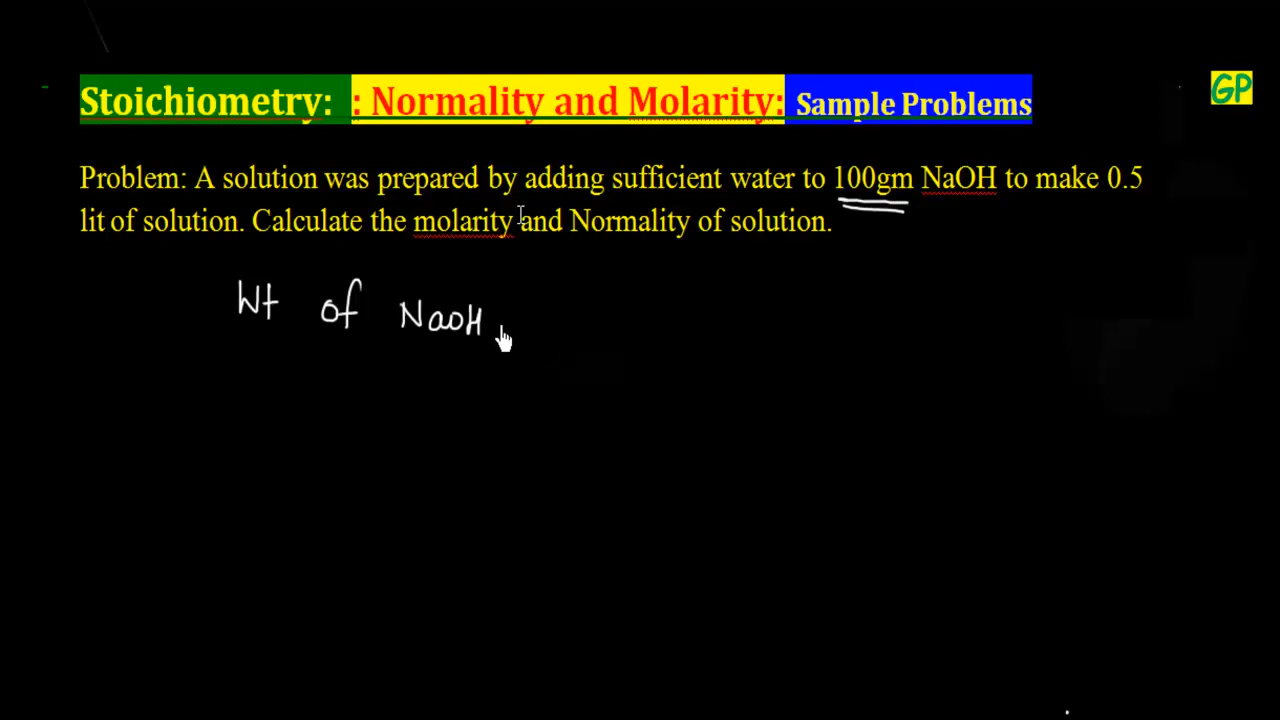 Stoichiometry: : Normality and Molarity: Sample Problems
GP
Problem: A solution was prepared by adding sufficient water to 100gm NaOH to make 0.5
lit of solution. Calculate the molarity and Normality of solution.
Wt of NaOH